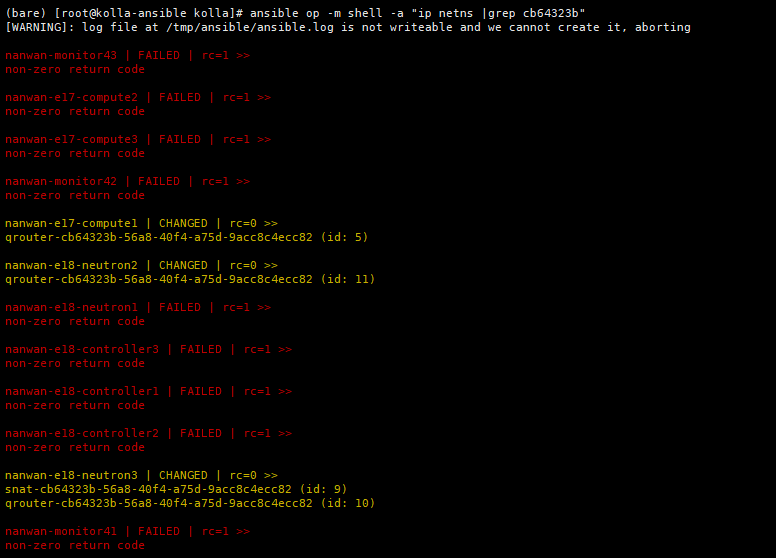 (bare) [root@kolla-ansible kolla]# ansible op -m shell -a "ip netns |grep cb64323b"
[WARNING]: log file at /tmp/ansible/ansible.log is not writeable and we cannot create it, aborting
nanwan-monitor43 | FAILED | rc=1 >>
non-zero return code
nanwan-e17-compute2 | FAILED | rc=1 >>
non-zero return code
nanwan-e17-compute3 | FAILED | rc=1 >>
non-zero return code
nanwan-monitor42 | FAILED | rc=1 >>
non-zero return code
nanwan-e17-compute1 | CHANGED | rc=0 >>
qrouter-cb64323b-56a8-40f4-a75d-9acc8c4ecc82 (id: 5)
nanwan-e18-neutron2 | CHANGED | rc=0 >>
qrouter-cb64323b-56a8-40f4-a75d-9acc8c4ecc82 (id: 11)
nanwan-e18-neutron1 | FAILED | rc=1 >>
non-zero return code
nanwan-e18-controller3 | FAILED | rc=1 >>
non-zero return code
nanwan-e18-controller1 | FAILED | rc=1 >>
non-zero return code
nanwan-e18-controller2 | FAILED | rc=1 >>
non-zero return code
nanwan-e18-neutron3 | CHANGED | rc=0 >>
snat-cb64323b-56a8-40f4-a75d-9acc8c4ecc82 (id: 9)
qrouter-cb64323b-56a8-40f4-a75d-9acc8c4ecc82 (id: 10)
nanwan-monitor41 | FAILED | rc=1 >>
non-zero return code